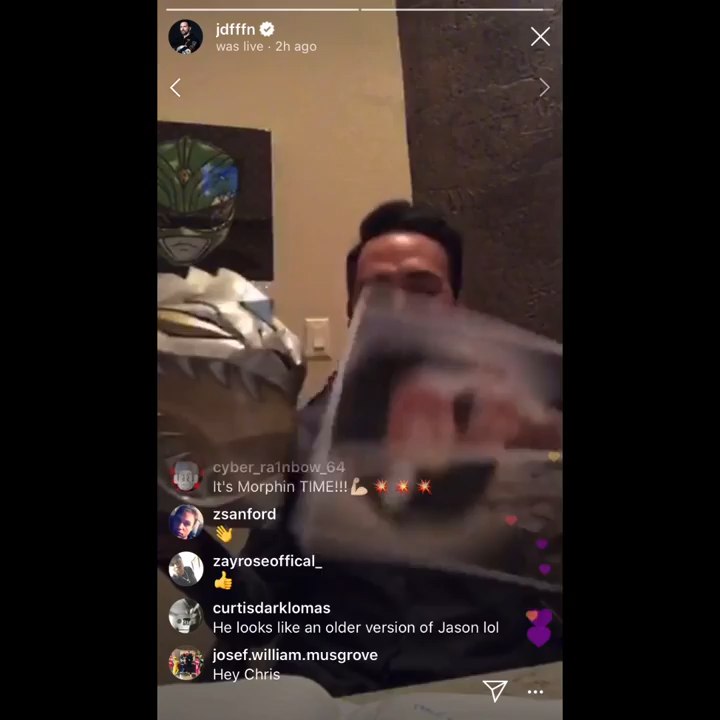 jdfffn
was live · 2h ago
cyber_ra1nbow_64
It's Morphin TIME!!!💪💥💥💥
zsanford
👋
zayroseoffical_
👍
curtisdarklomas
He looks like an older version of Jason lol
josef.william.musgrove
Hey Chris